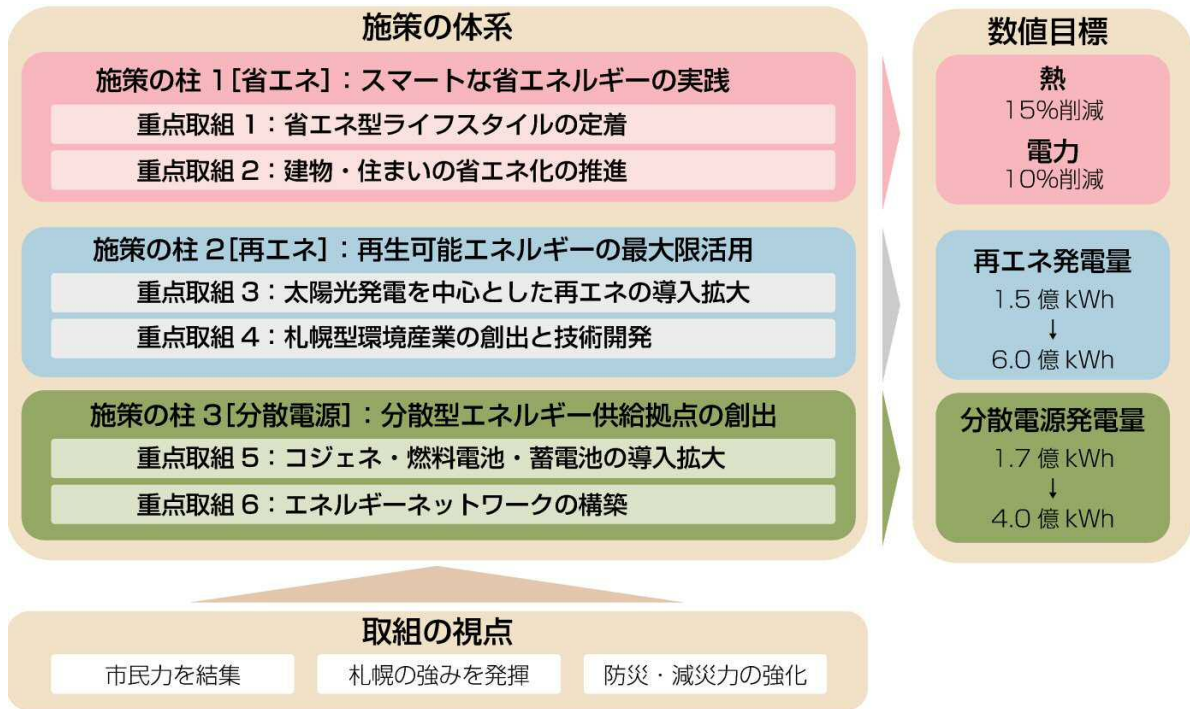 施策の体系
施策の柱 1[省エネ]：スマートな省エネルギーの実践
重点取組 1：省エネ型ライフスタイルの定着
重点取組 2：建物・住まいの省エネ化の推進
施策の柱 2[再エネ]：再生可能エネルギーの最大限活用
重点取組 3：太陽光発電を中心とした再エネの導入拡大
重点取組 4：札幌型環境産業の創出と技術開発
施策の柱 3[分散電源]：分散型エネルギー供給拠点の創出
重点取組 5：コジェネ・燃料電池・蓄電池の導入拡大
重点取組 6：エネルギーネットワークの構築
数値目標
熱
15%削減
電力
10%削減
再エネ発電量
1.5 億 kWh
↓
6.0 億 kWh
分散電源発電量
1.7 億 kWh
↓
4.0 億 kWh
取組の視点
市民力を結集
札幌の強みを発揮
防災・減災力の強化